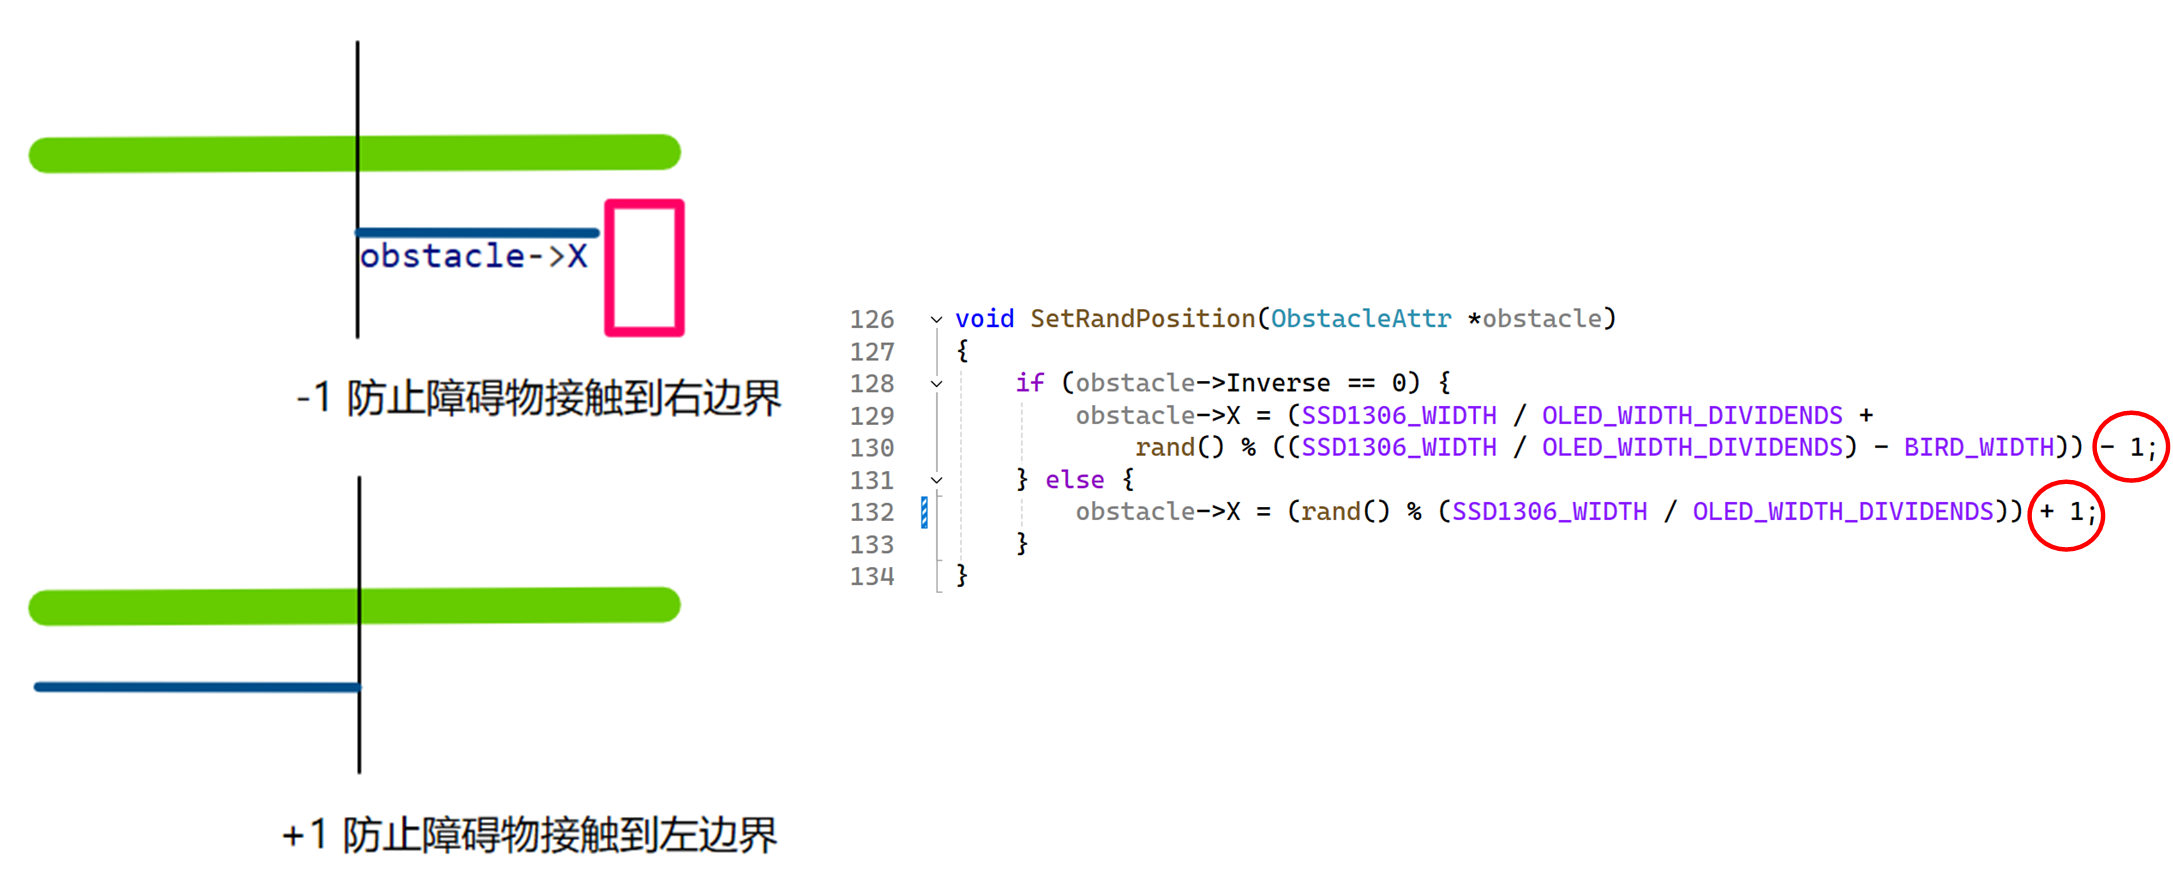 obstacle->X
-1 防止障碍物接触到右边界
+1 防止障碍物接触到左边界
126 void SetRandPosition(ObstacleAttr *obstacle)
127 {
128 if (obstacle->Inverse == 0) {
129 obstacle->X = (SSD1306_WIDTH / OLED_WIDTH_DIVIDENDS +
130 rand() % ((SSD1306_WIDTH / OLED_WIDTH_DIVIDENDS) - BIRD_WIDTH)) - 1;
131 } else {
132 obstacle->X = (rand() % (SSD1306_WIDTH / OLED_WIDTH_DIVIDENDS)) + 1;
133 }
134 }